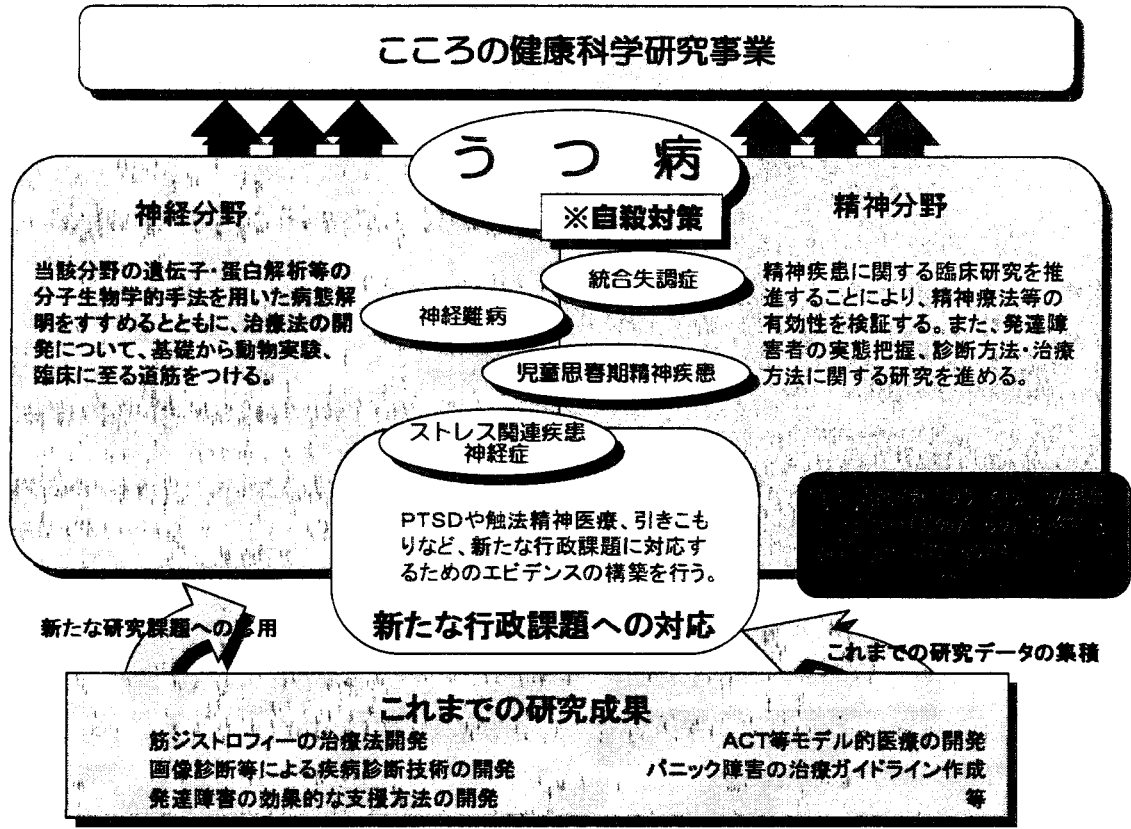 こころの健康科学研究事業
う つ 病
※自殺対策
神経分野
当該分野の遺伝子・蛋白解析等の
分子生物学的手法を用いた病態解
明をすすめるとともに、治療法の開
発について、基礎から動物実験、
臨床に至る道筋をつける。
精神分野
精神疾患に関する臨床研究を推
進することにより、精神療法等の
有効性を検証する。また、発達障
害者の実態把握、診断方法・治療
方法に関する研究を進める。
統合失調症
神経難病
児童思春期精神疾患
ストレス関連疾患
神経症
PTSDや触法精神医療、引きこも
りなど、新たな行政課題に対応す
るためのエビデンスの構築を行う。
新たな行政課題への対応
新たな研究課題への応用
これまでの研究データの集積
これまでの研究成果
筋ジストロフィーの治療法開発
画像診断等による疾病診断技術の開発
発達障害の効果的な支援方法の開発
ACT等モデル的医療の開発
パニック障害の治療ガイドライン作成
等